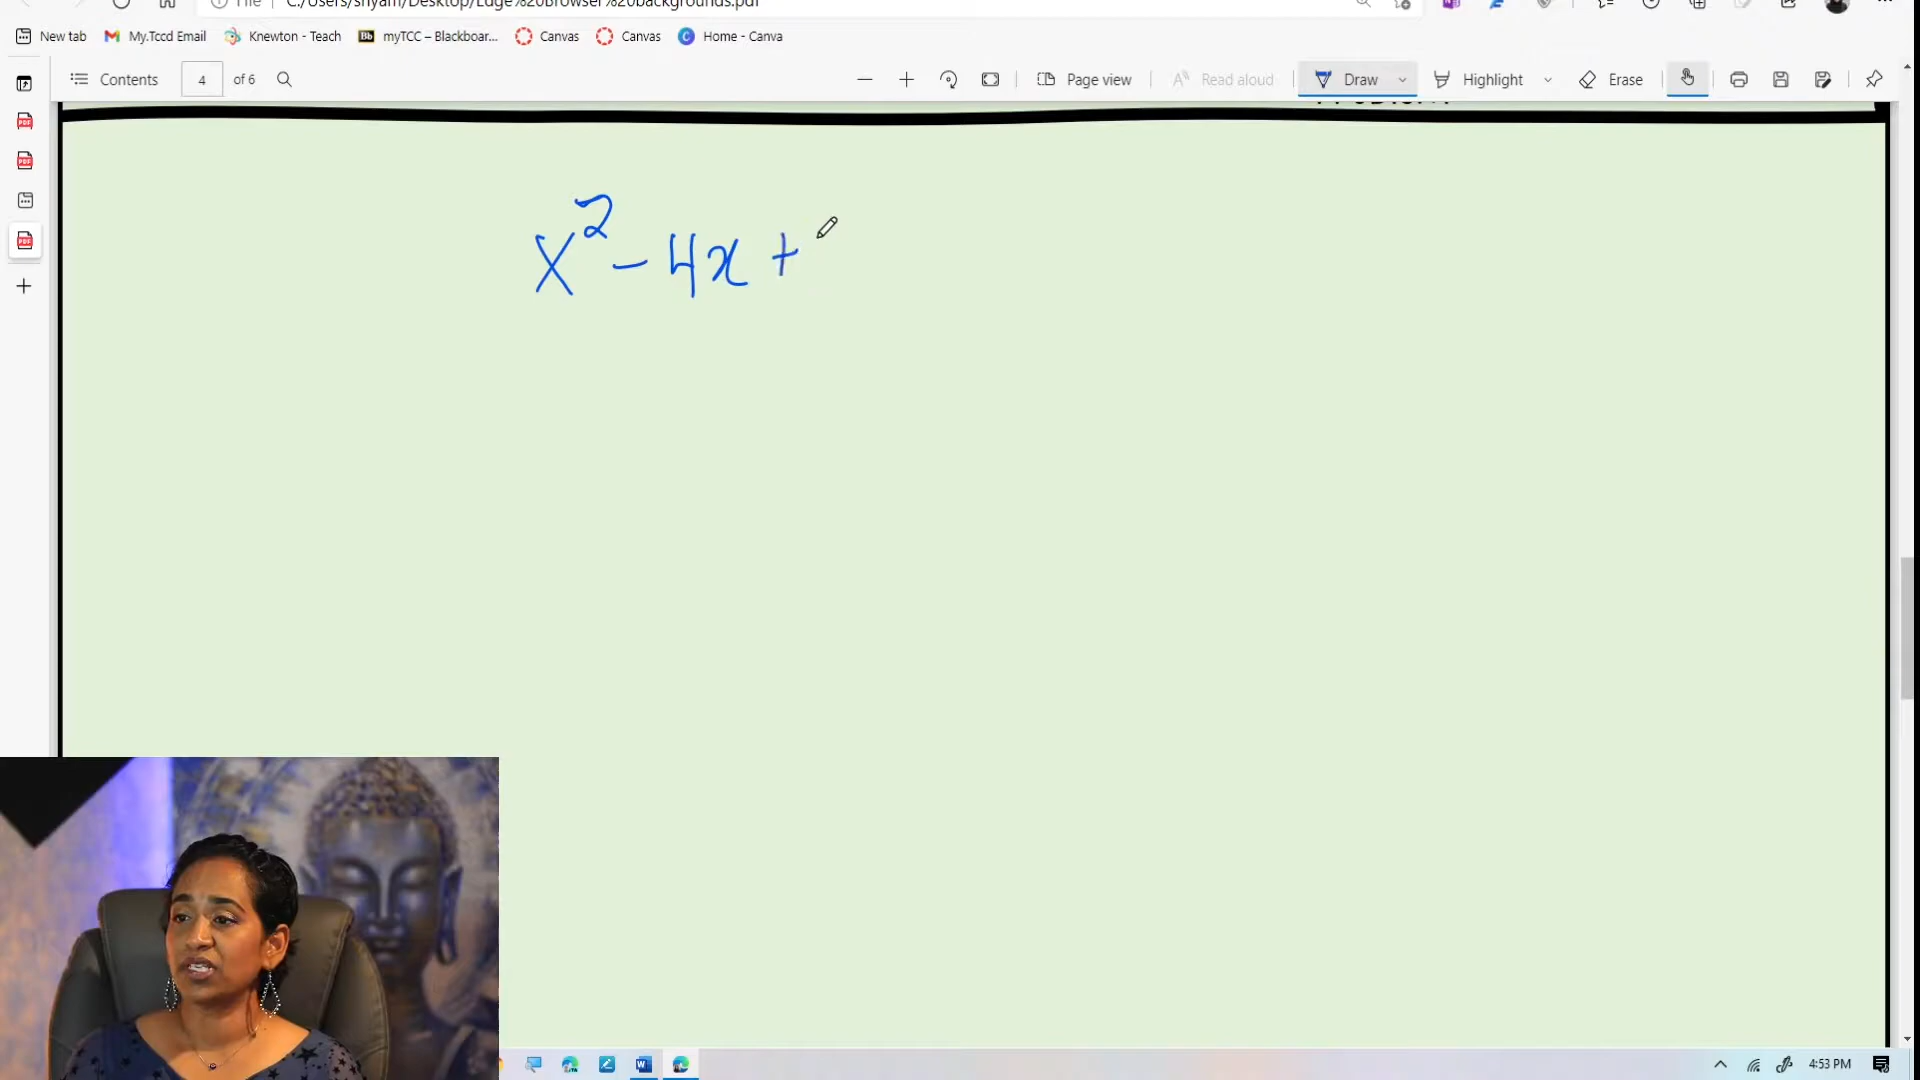 C:/Users/shyam/Desktop/Edge%20Browser%20backgrounds.pdf
New tab My.Tccd Email Knewton - Teach Bb myTCC – Blackboar... Canvas Canvas Home - Canva
Contents 4 of 6 Page view Read aloud Draw Highlight Erase
x² - 4x +
4:53 PM